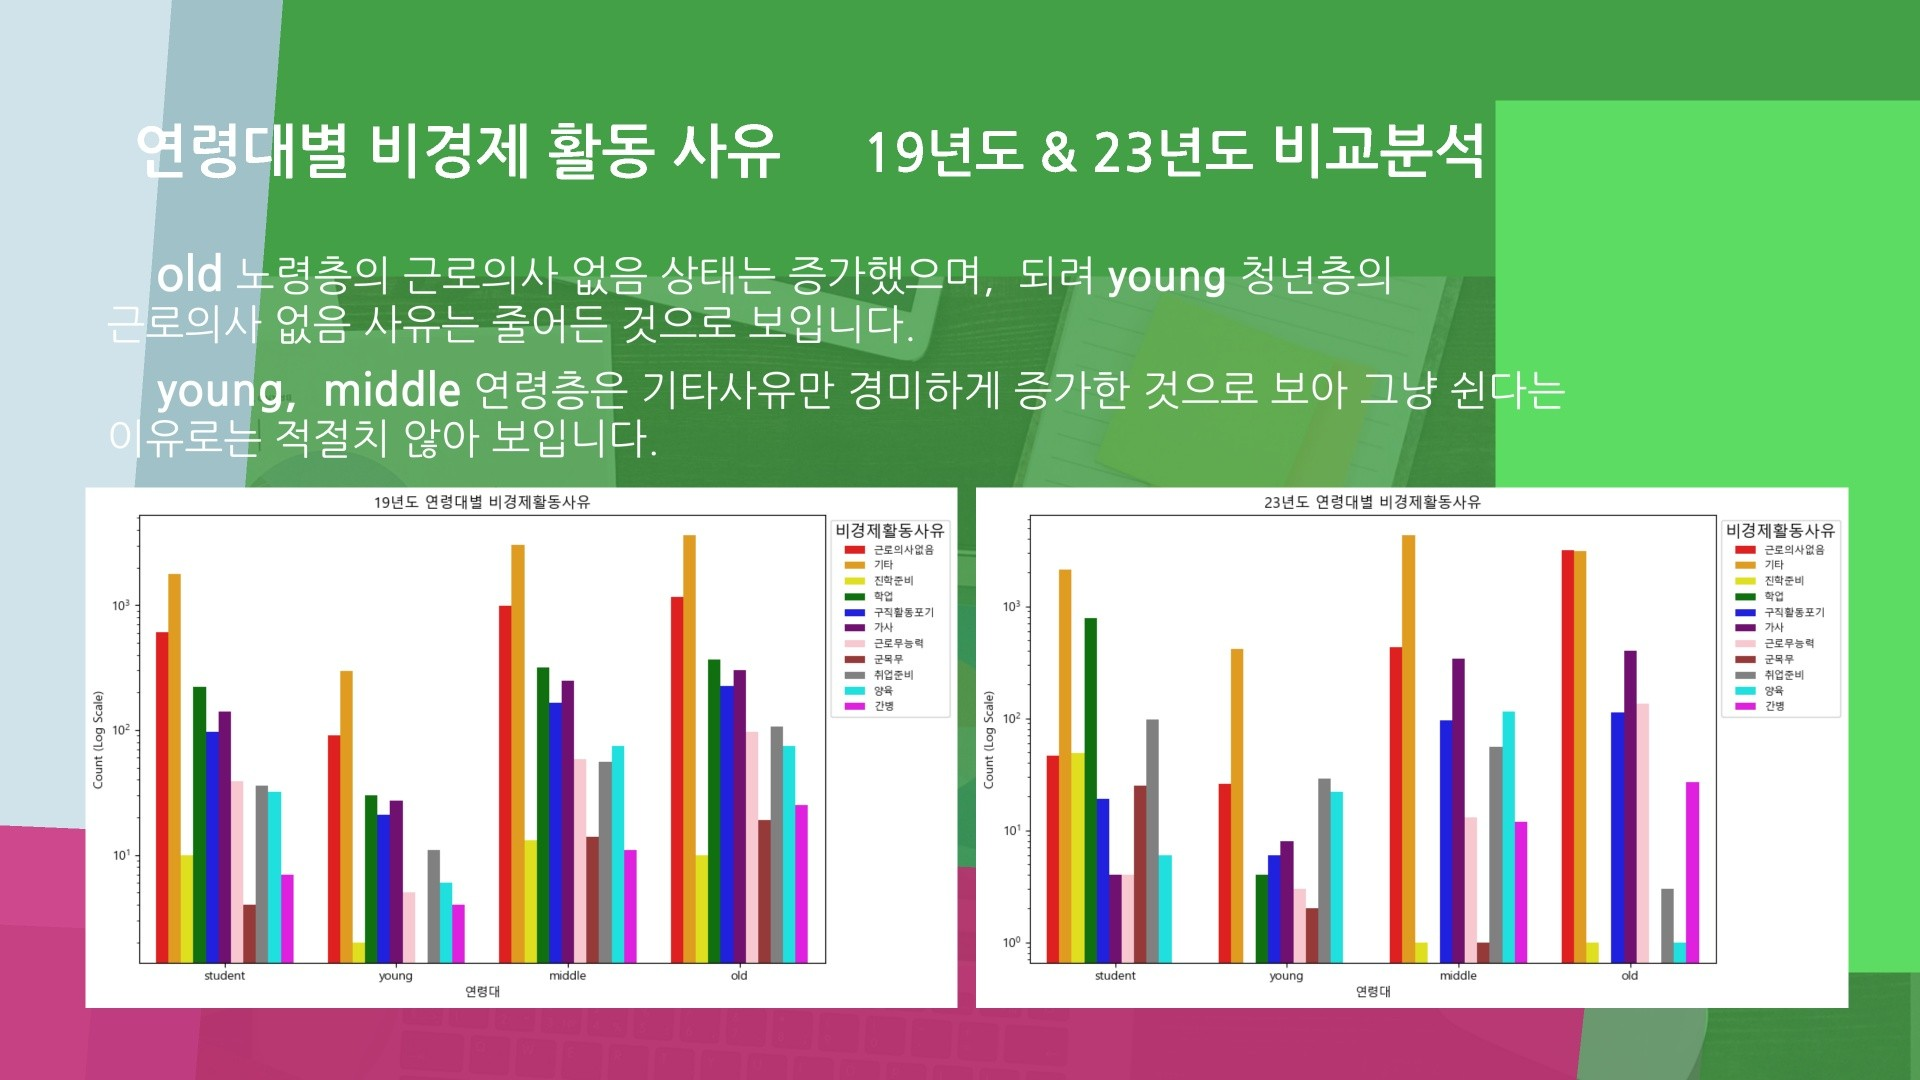 연령대별 비경제 활동 사유 19년도 & 23년도 비교분석
old 노령층의 근로의사 없음 상태는 증가했으며, 되려 young 청년층의
근로의사 없음 사유는 줄어든 것으로 보입니다.
young, middle 연령층은 기타사유만 경미하게 증가한 것으로 보아 그냥 쉰다는
이유로는 적절치 않아 보입니다.
19년도 연령대별 비경제활동사유
Count (Log Scale)
10³
10²
10¹
student
young
middle
old
연령대
비경제활동사유
근로의사없음
기타
진학준비
학업
구직활동포기
가사
근로무능력
군복무
취업준비
양육
간병
23년도 연령대별 비경제활동사유
Count (Log Scale)
10³
10²
10¹
10⁰
student
young
middle
old
연령대
비경제활동사유
근로의사없음
기타
진학준비
학업
구직활동포기
가사
근로무능력
군복무
취업준비
양육
간병